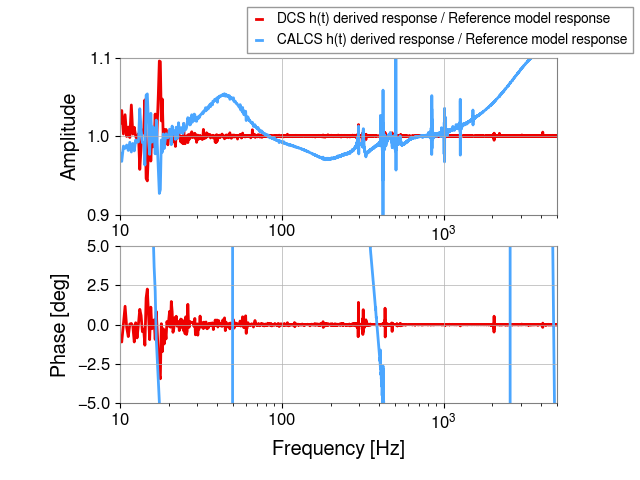 DCS h(t) derived response / Reference model response
CALCS h(t) derived response / Reference model response
1.1
1.0
0.9
Amplitude
10
100
10³
5.0
2.5
0.0
−2.5
−5.0
Phase [deg]
10
100
10³
Frequency [Hz]